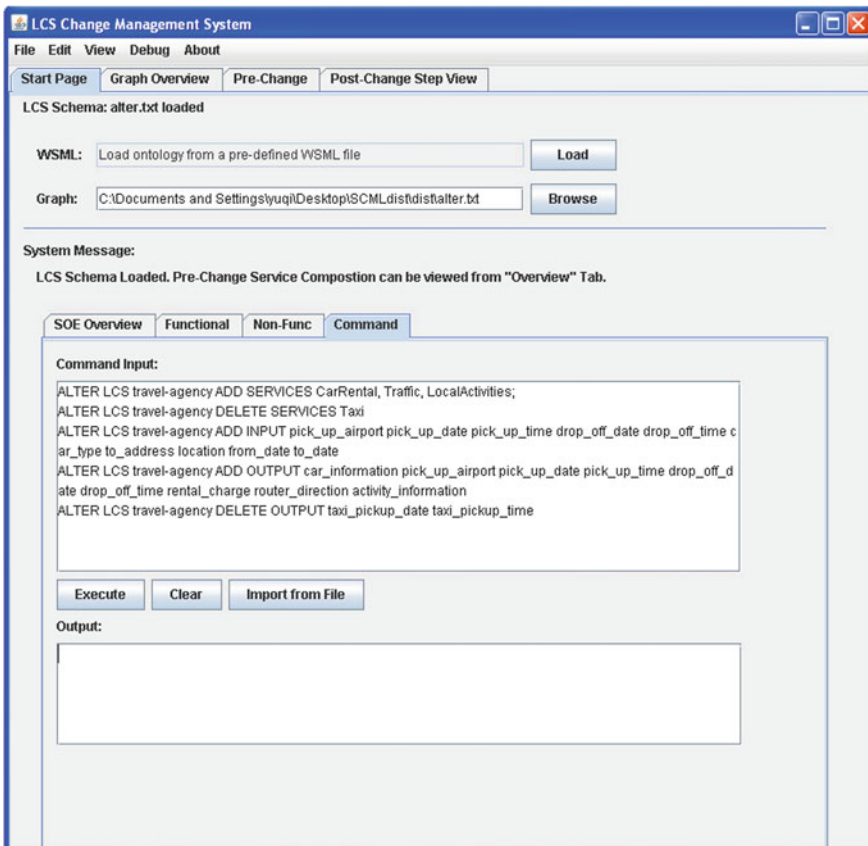 LCS Change Management System
File Edit View Debug About
Start Page Graph Overview Pre-Change Post-Change Step View
LCS Schema: alter.txt loaded
WSML: Load ontology from a pre-defined WSML file Load
Graph: C:\Documents and Settings\yuqi\Desktop\SCMLdist\dist\alter.txt Browse
System Message:
LCS Schema Loaded. Pre-Change Service Compostion can be viewed from "Overview" Tab.
SOE Overview Functional Non-Func Command
Command Input:
ALTER LCS travel-agency ADD SERVICES CarRental, Traffic, LocalActivities;
ALTER LCS travel-agency DELETE SERVICES Taxi
ALTER LCS travel-agency ADD INPUT pick_up_airport pick_up_date pick_up_time drop_off_date drop_off_time c
ar_type to_address location from_date to_date
ALTER LCS travel-agency ADD OUTPUT car_information pick_up_airport pick_up_date pick_up_time drop_off_d
ate drop_off_time rental_charge router_direction activity_information
ALTER LCS travel-agency DELETE OUTPUT taxi_pickup_date taxi_pickup_time
Execute Clear Import from File
Output: